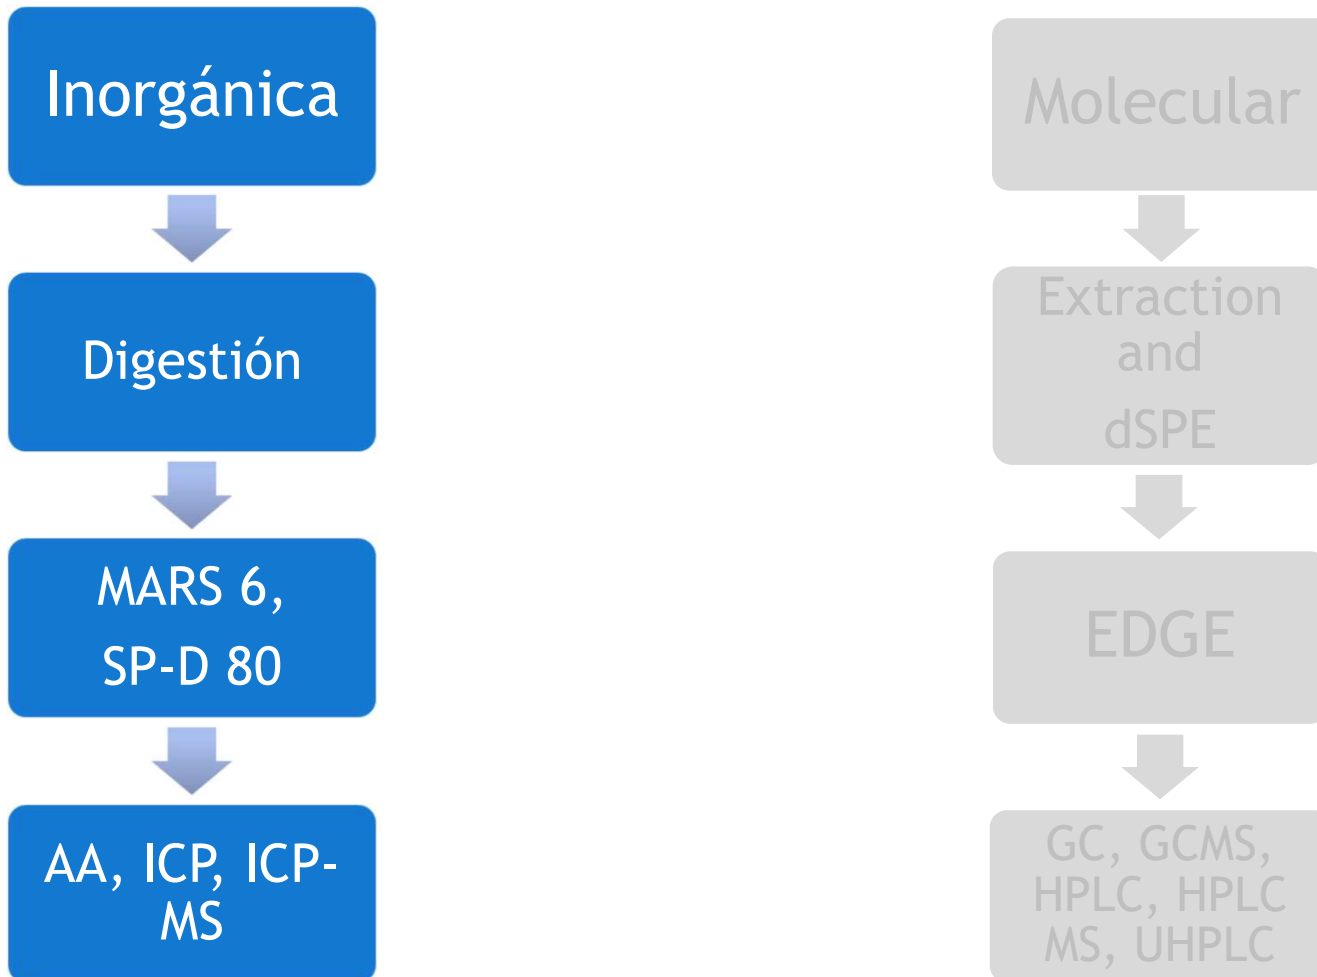 Inorgánica
Digestión
MARS 6,
SP-D 80
AA, ICP, ICP-
MS
Molecular
Extraction
and
dSPE
EDGE
GC, GCMS,
HPLC, HPLC
MS, UHPLC